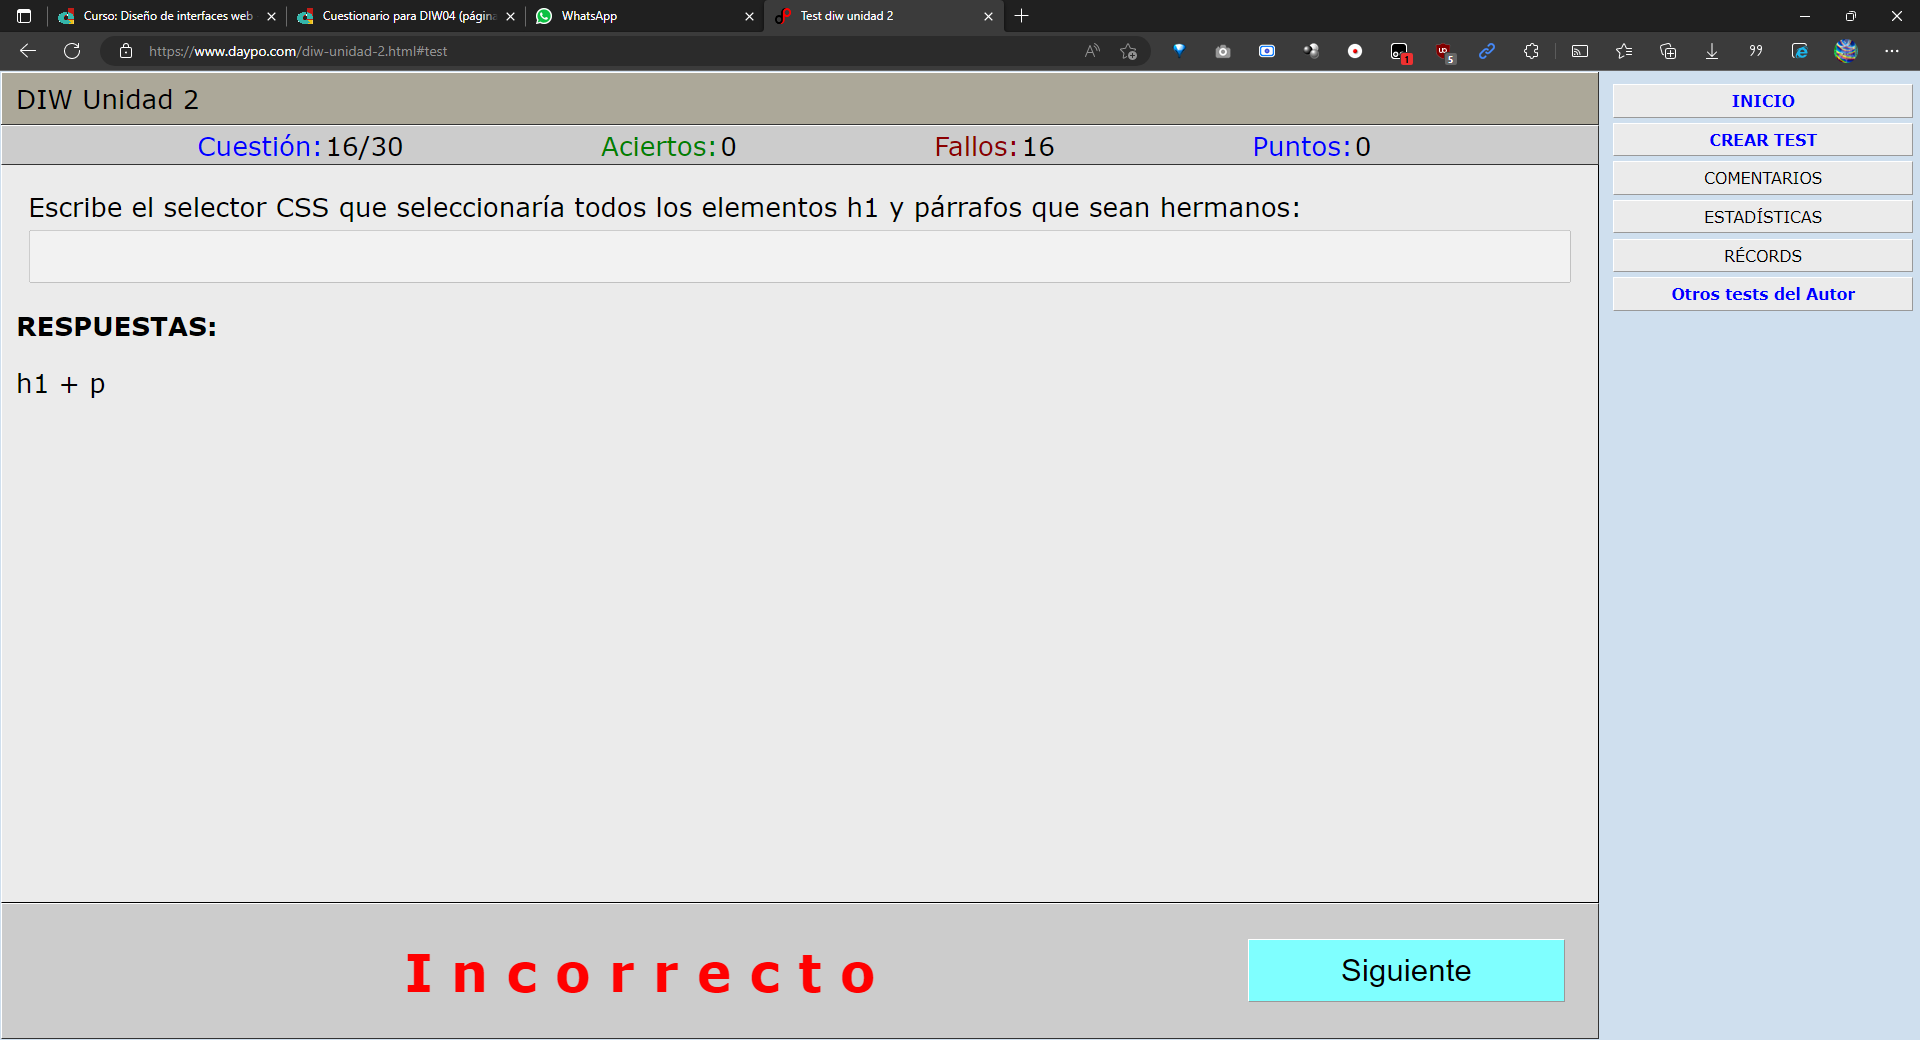 Curso: Diseño de interfaces web
Cuestionario para DIW04 (págin
WhatsApp
Test diw unidad 2
https://www.daypo.com/diw-unidad-2.html#test
1
5
DIW Unidad 2
Cuestión: 16/30 Aciertos: 0 Fallos: 16 Puntos: 0
Escribe el selector CSS que seleccionaría todos los elementos h1 y párrafos que sean hermanos:
RESPUESTAS:
h1 + p
Incorrecto
Siguiente
INICIO
CREAR TEST
COMENTARIOS
ESTADÍSTICAS
RÉCORDS
Otros tests del Autor